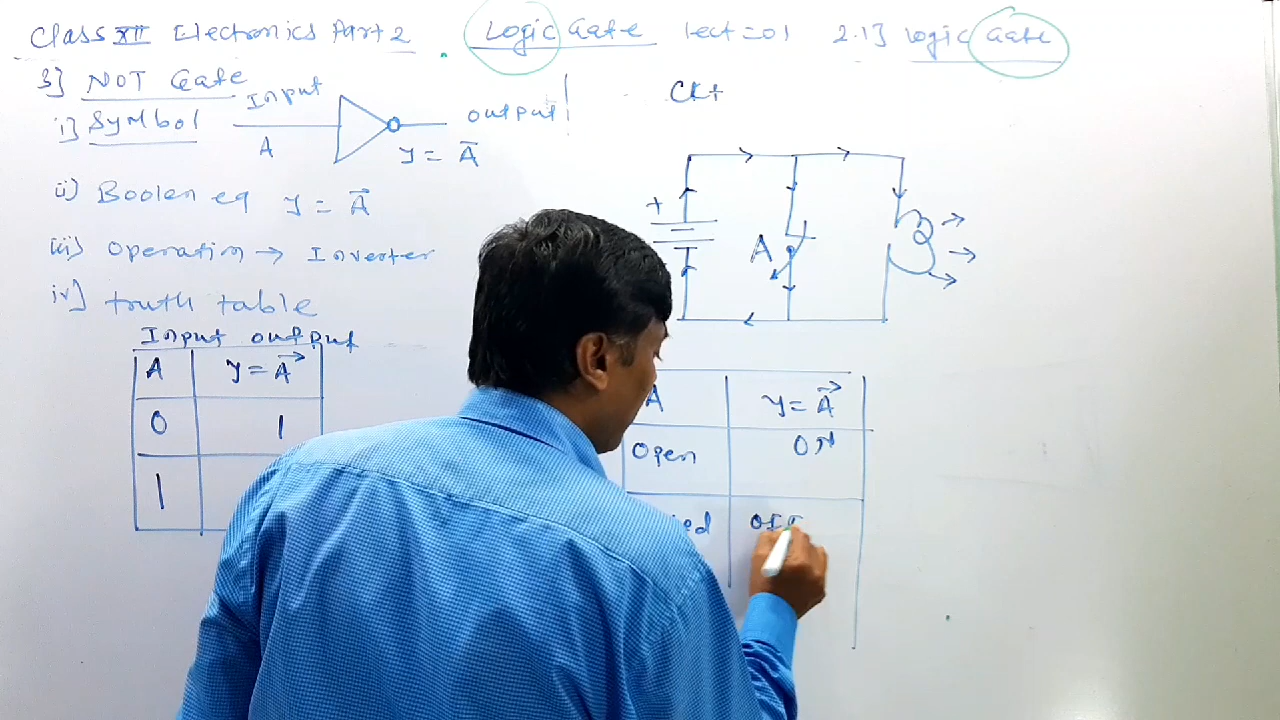 Class XII Electronics Part 2 Logic Gate lect = 01 2.13 logic Gate
3] NOT Gate
i] Symbol
Input
A
output
y = A̅
ii) Boolen eq y = A⃗
iii) Operation → Inverter
iv] truth table
Input output
A y = A⃗
0 1
1
CKt
+
A
A y = A⃗
Open ON
OFF